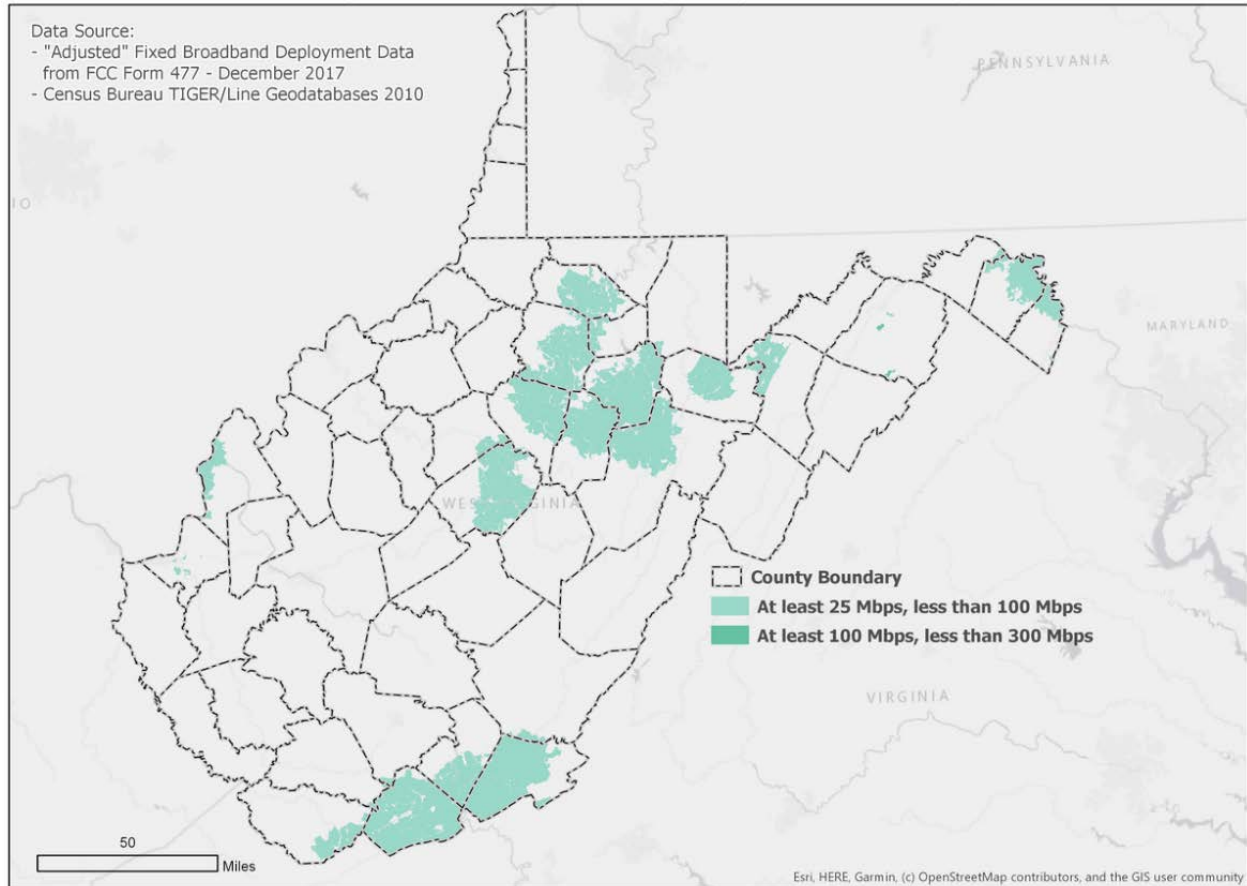 Data Source:
- "Adjusted" Fixed Broadband Deployment Data
from FCC Form 477 - December 2017
- Census Bureau TIGER/Line Geodatabases 2010
PENNSYLVANIA
IO
MARYLAND
WEST VIRGINIA
County Boundary
At least 25 Mbps, less than 100 Mbps
At least 100 Mbps, less than 300 Mbps
VIRGINIA
50
Miles
Esri, HERE, Garmin, (c) OpenStreetMap contributors, and the GIS user community